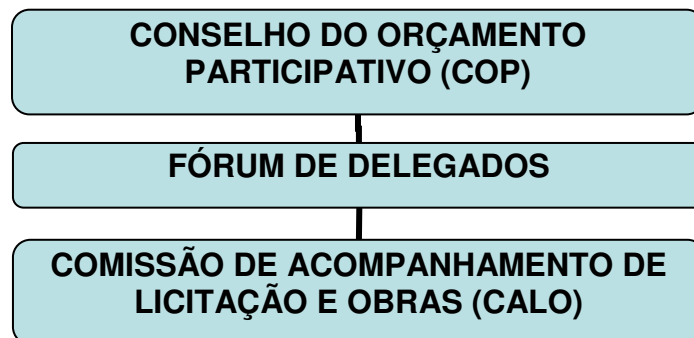 CONSELHO DO ORÇAMENTO
PARTICIPATIVO (COP)
FÓRUM DE DELEGADOS
COMISSÃO DE ACOMPANHAMENTO DE
LICITAÇÃO E OBRAS (CALO)